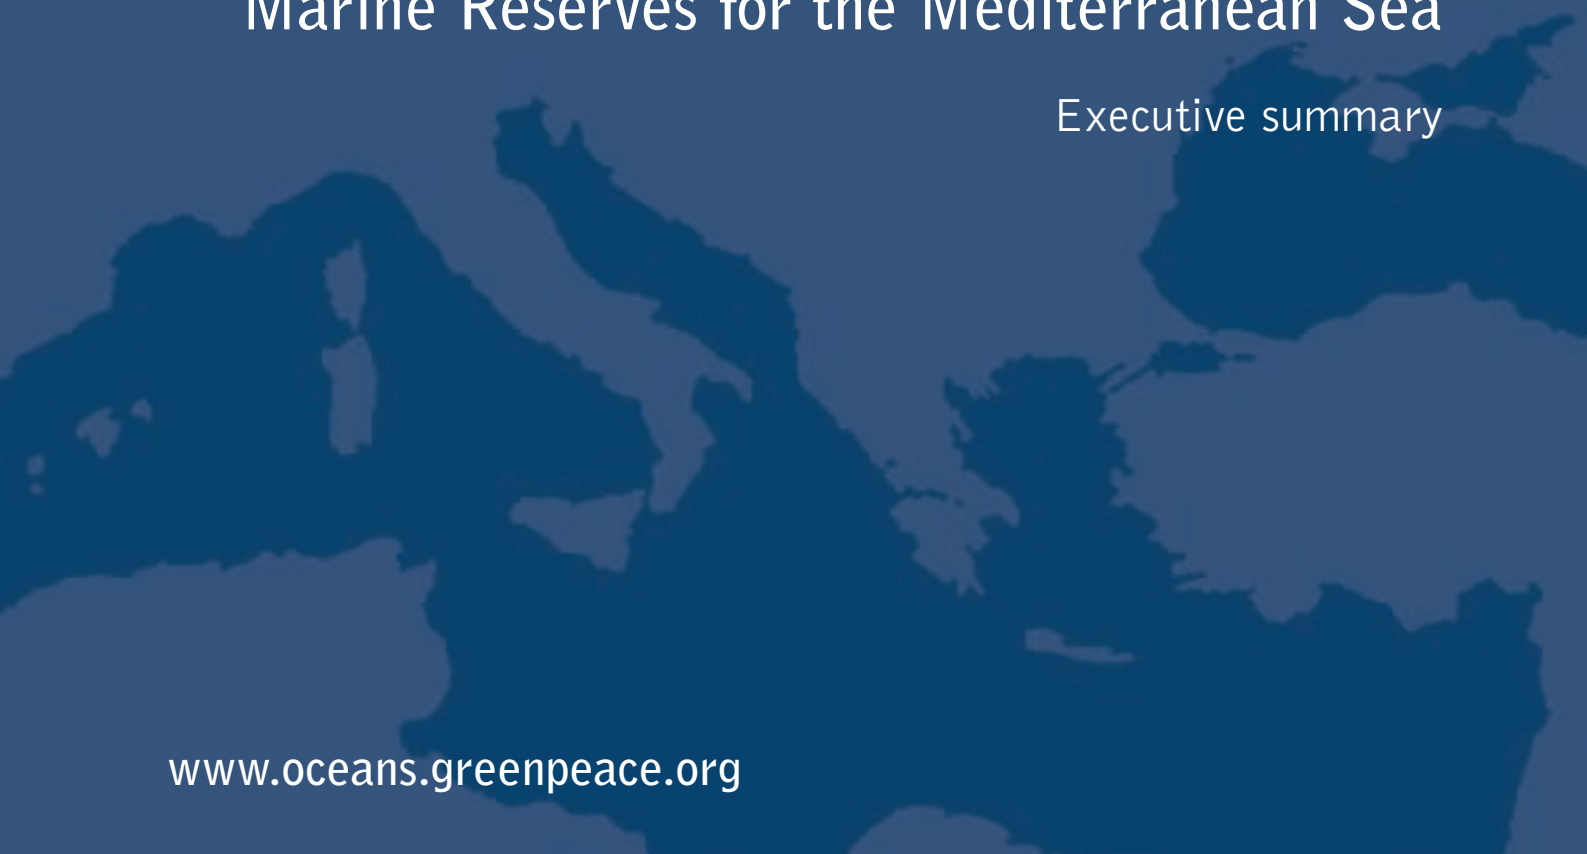 Marine Reserves for the Mediterranean Sea
Executive summary
www.oceans.greenpeace.org